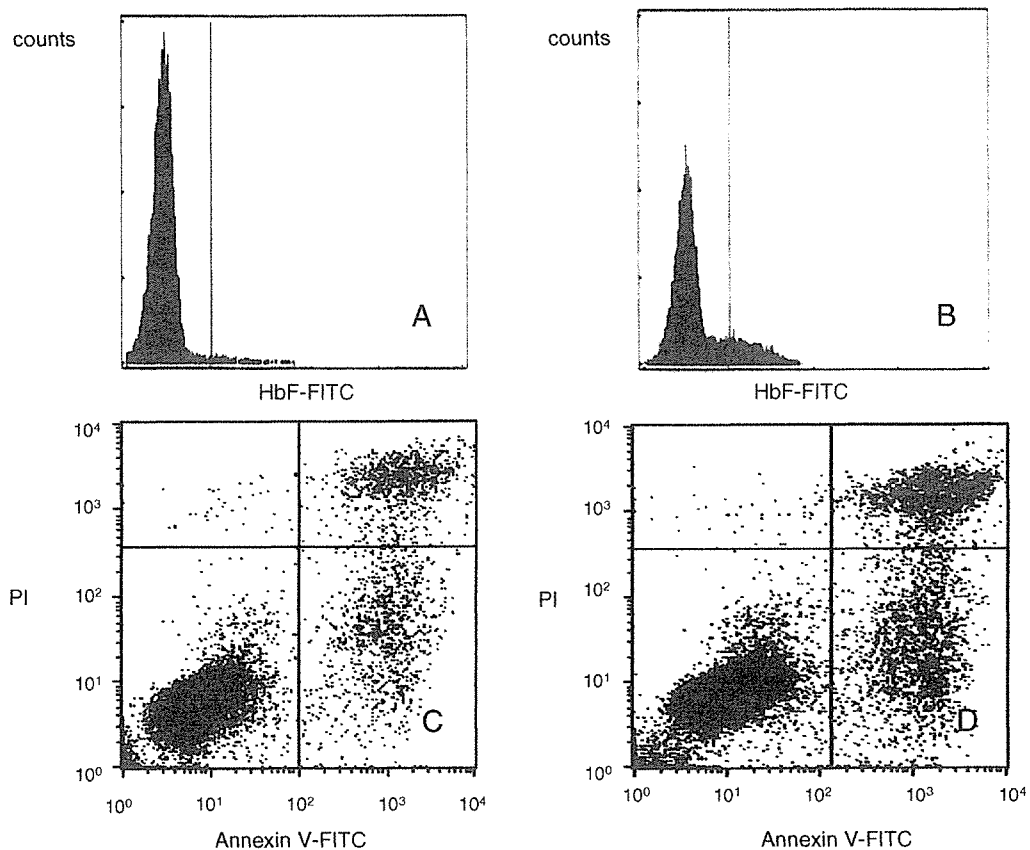 counts
A
HbF-FITC
counts
B
HbF-FITC
10⁴
10³
PI
10²
10¹
10⁰
C
10⁰ 10¹ 10² 10³ 10⁴
Annexin V-FITC
10⁴
10³
PI
10²
10¹
10⁰
D
10⁰ 10¹ 10² 10³ 10⁴
Annexin V-FITC